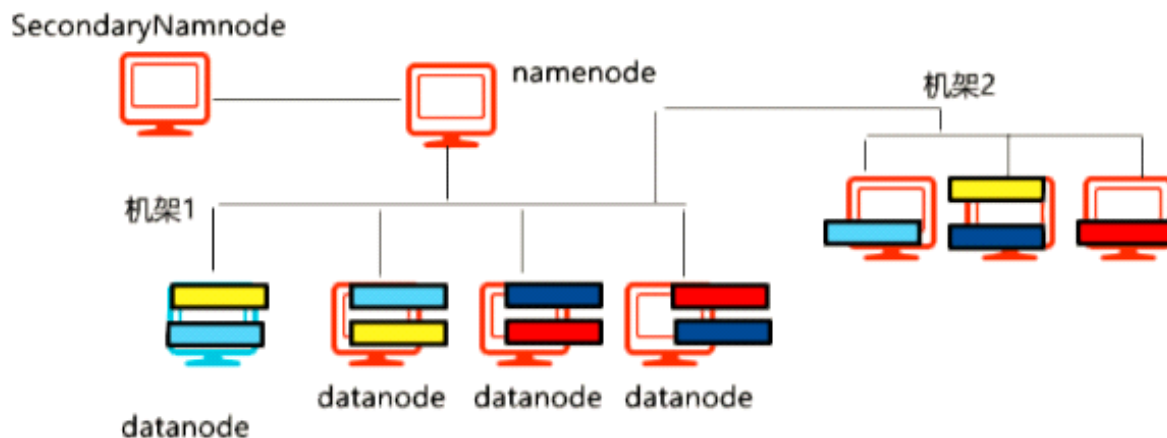 SecondaryNamnode
namenode
机架2
机架1
datanode
datanode
datanode
datanode